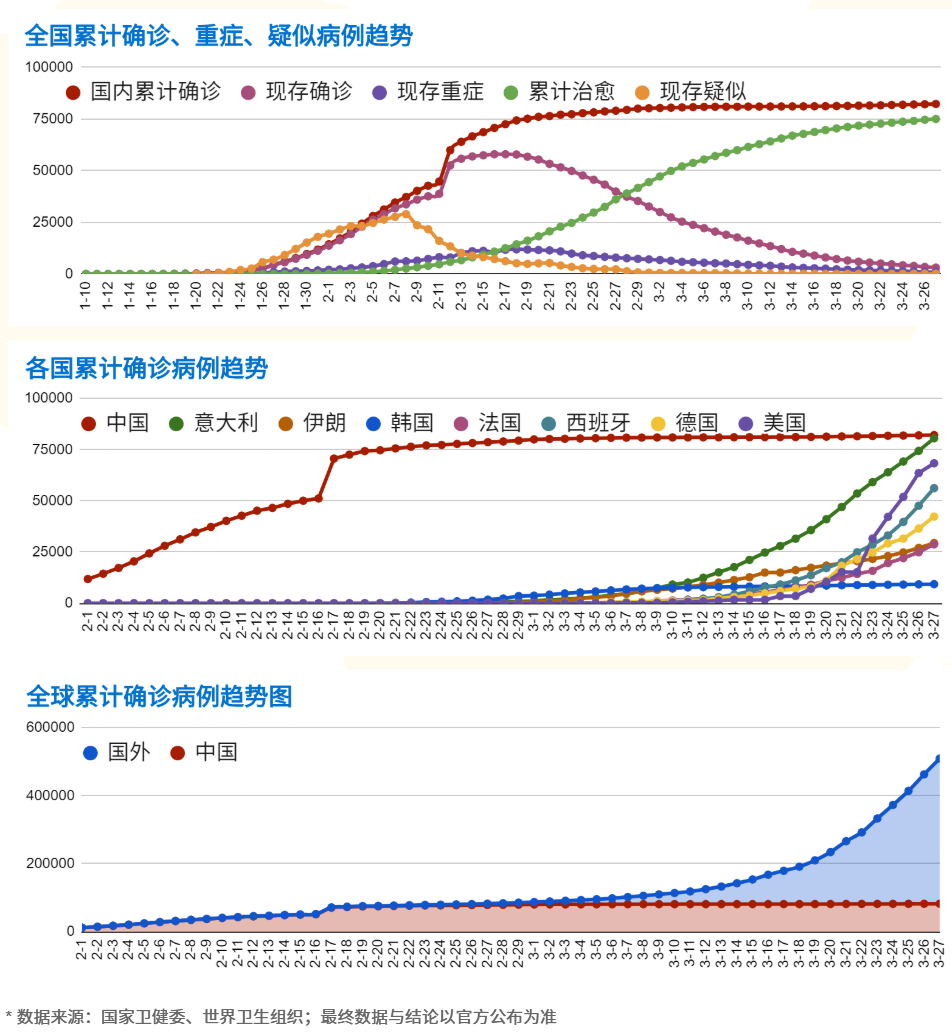 全国累计确诊、重症、疑似病例趋势
100000
国内累计确诊 现存确诊 现存重症 累计治愈 现存疑似
75000
50000
25000
0
1-10 1-12 1-14 1-16 1-18 1-20 1-22 1-24 1-26 1-28 1-30 2-1 2-3 2-5 2-7 2-9 2-11 2-13 2-15 2-17 2-19 2-21 2-23 2-25 2-27 2-29 3-2 3-4 3-6 3-8 3-10 3-12 3-14 3-16 3-18 3-20 3-22 3-24 3-26
各国累计确诊病例趋势
100000
中国 意大利 伊朗 韩国 法国 西班牙 德国 美国
75000
50000
25000
0
2-1 2-2 2-3 2-4 2-5 2-6 2-7 2-8 2-9 2-10 2-11 2-12 2-13 2-14 2-15 2-16 2-17 2-18 2-19 2-20 2-21 2-22 2-23 2-24 2-25 2-26 2-27 2-28 2-29 3-1 3-2 3-3 3-4 3-5 3-6 3-7 3-8 3-9 3-10 3-11 3-12 3-13 3-14 3-15 3-16 3-17 3-18 3-19 3-20 3-21 3-22 3-23 3-24 3-25 3-26 3-27
全球累计确诊病例趋势图
600000
国外 中国
400000
200000
0
2-1 2-2 2-3 2-4 2-5 2-6 2-7 2-8 2-9 2-10 2-11 2-12 2-13 2-14 2-15 2-16 2-17 2-18 2-19 2-20 2-21 2-22 2-23 2-24 2-25 2-26 2-27 2-28 2-29 3-1 3-2 3-3 3-4 3-5 3-6 3-7 3-8 3-9 3-10 3-11 3-12 3-13 3-14 3-15 3-16 3-17 3-18 3-19 3-20 3-21 3-22 3-23 3-24 3-25 3-26 3-27
* 数据来源：国家卫健委、世界卫生组织；最终数据与结论以官方公布为准